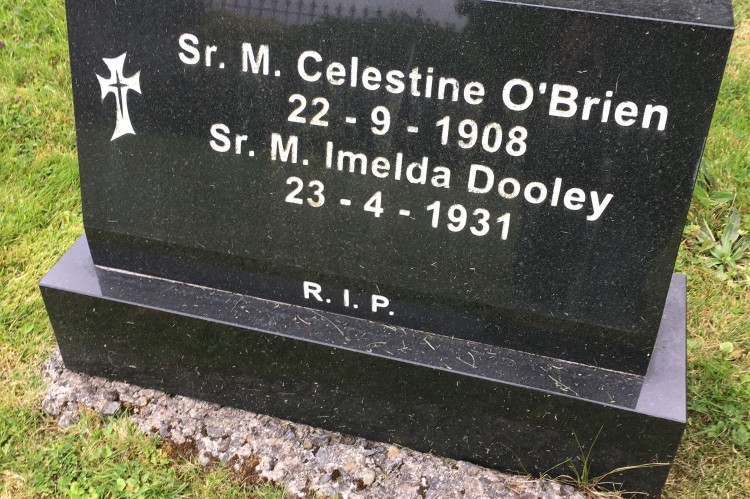 Sr. M. Celestine O'Brien
22 - 9 - 1908
Sr. M. Imelda Dooley
23 - 4 - 1931
R. I. P.